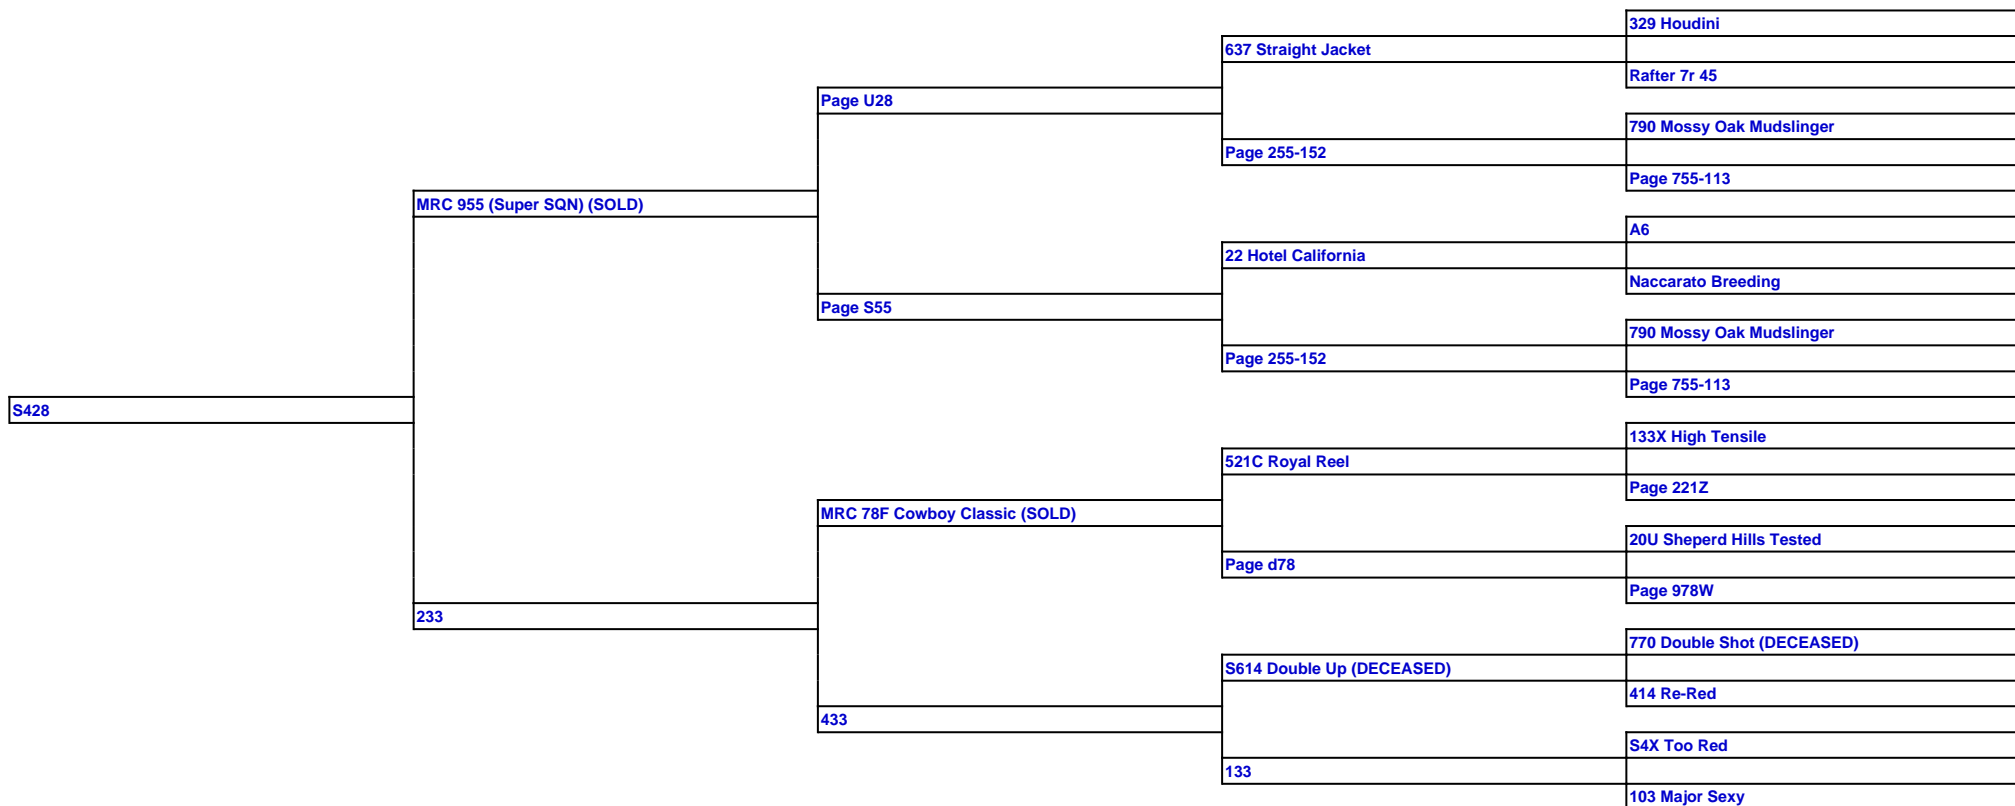 329 Houdini
637 Straight Jacket
Rafter 7r 45
Page U28
790 Mossy Oak Mudslinger
Page 255-152
Page 755-113
MRC 955 (Super SQN) (SOLD)
A6
22 Hotel California
Naccarato Breeding
Page S55
790 Mossy Oak Mudslinger
Page 255-152
Page 755-113
S428
133X High Tensile
521C Royal Reel
Page 221Z
MRC 78F Cowboy Classic (SOLD)
20U Sheperd Hills Tested
Page d78
Page 978W
233
770 Double Shot (DECEASED)
S614 Double Up (DECEASED)
414 Re-Red
433
S4X Too Red
133
103 Major Sexy